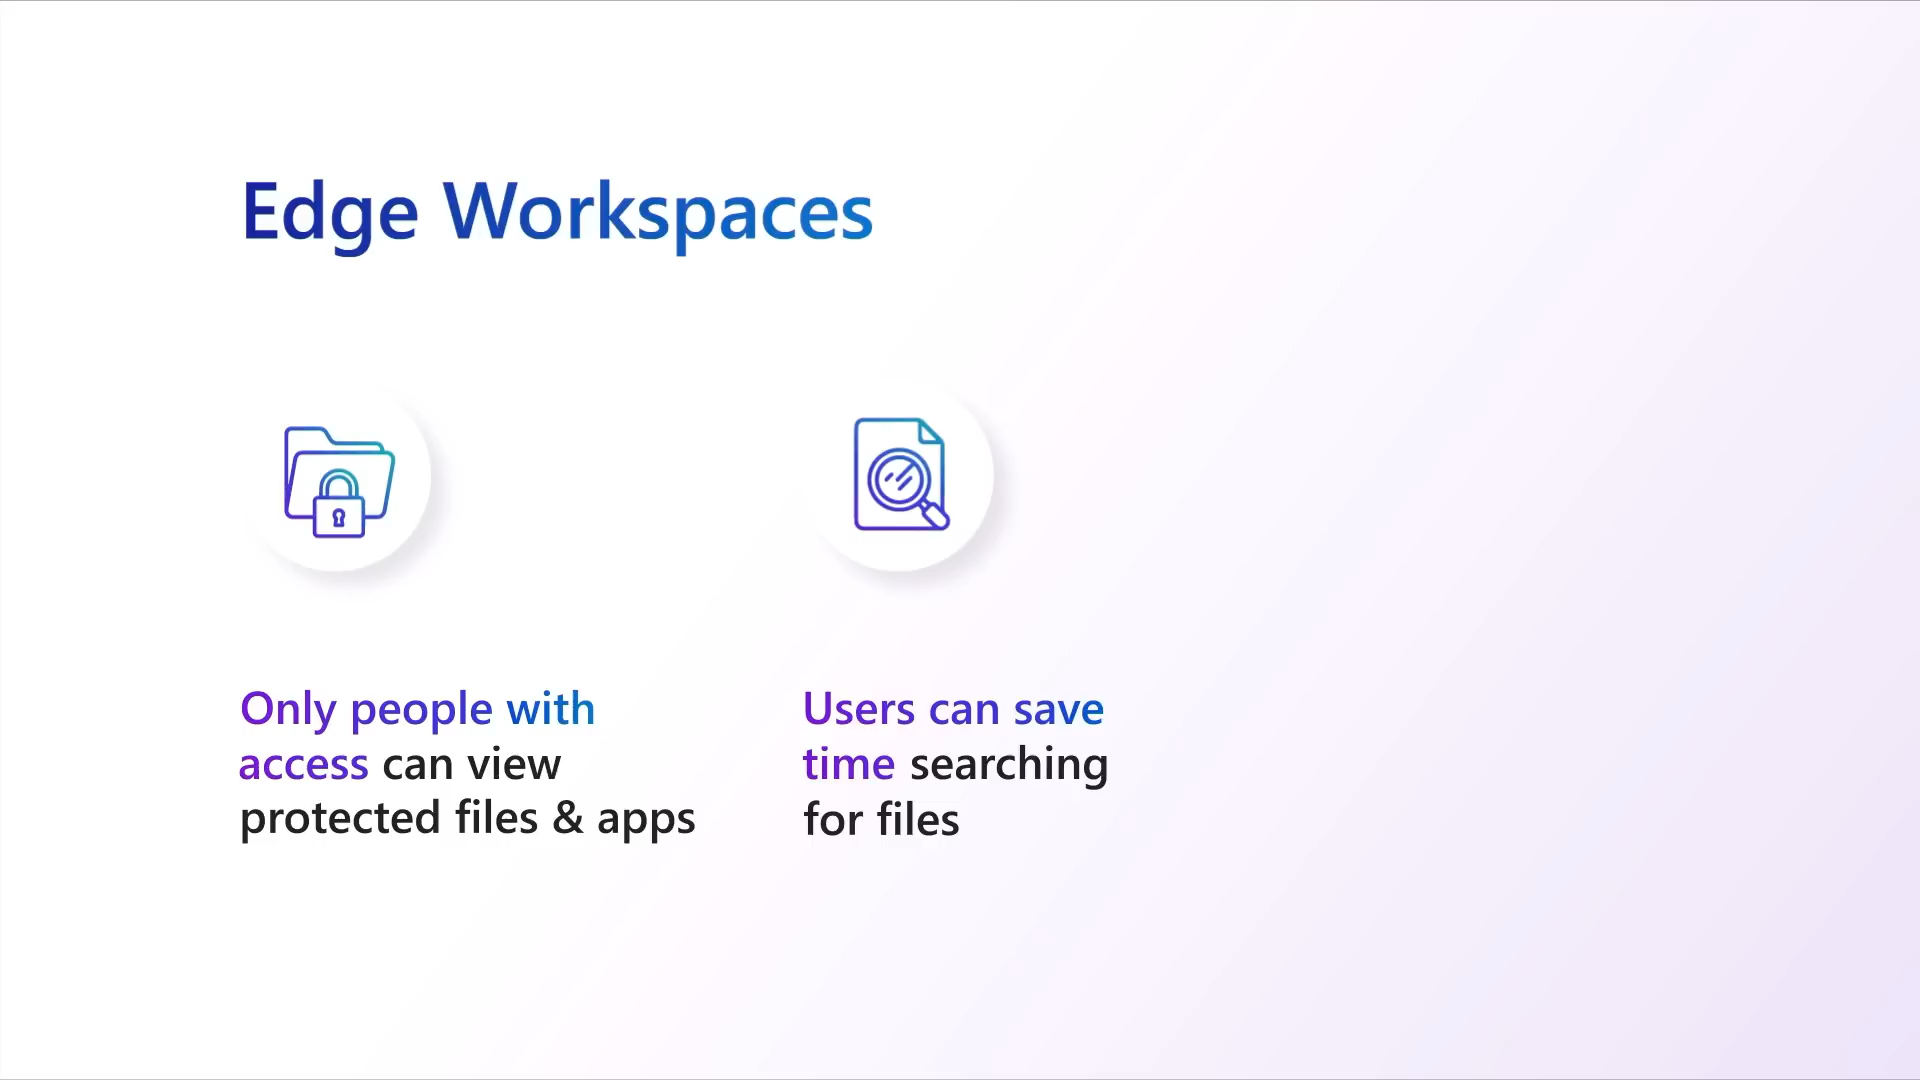 Edge Workspaces
Only people with
access can view
protected files & apps
Users can save
time searching
for files